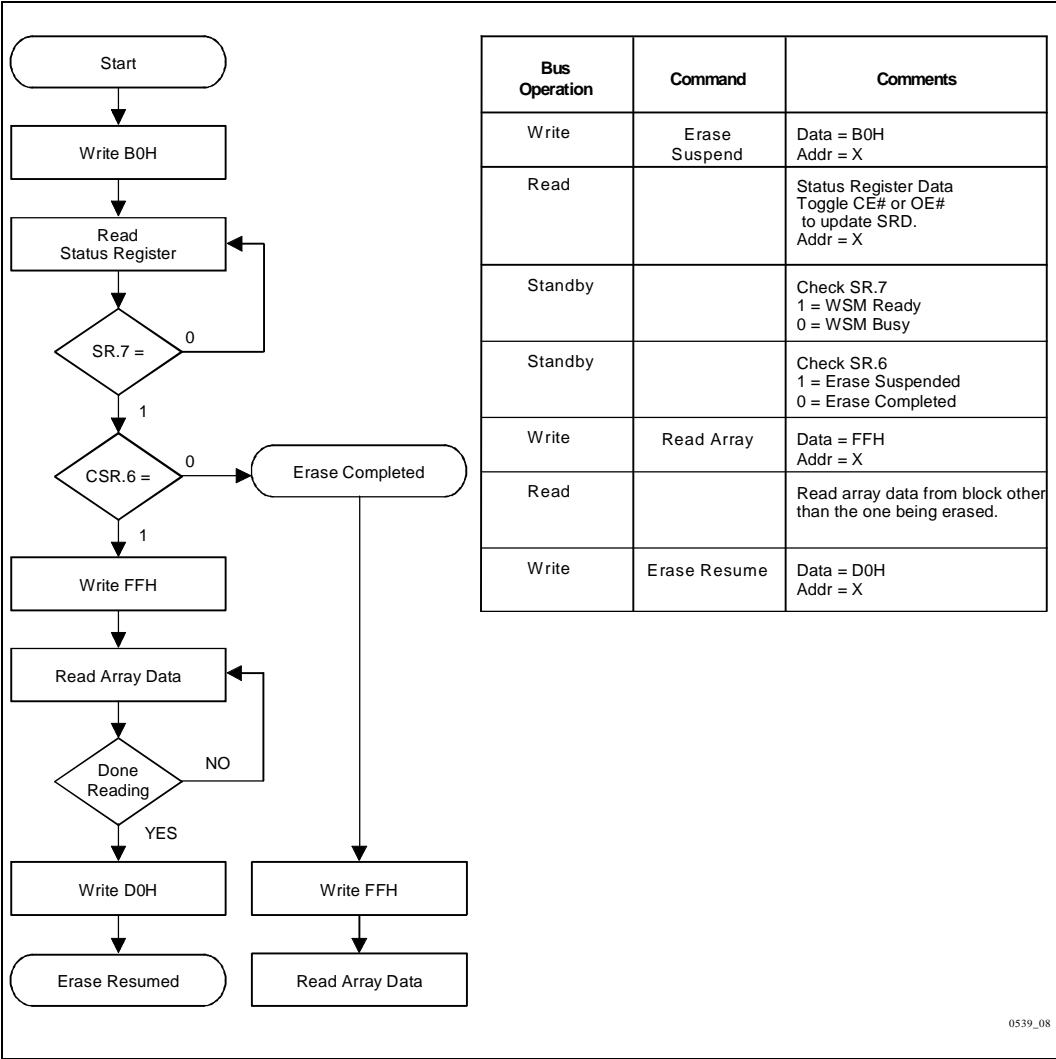 Start
Write B0H
Read
Status Register
SR.7 =
0
1
CSR.6 =
0
Erase Completed
1
Write FFH
Read Array Data
Done
Reading
NO
YES
Write D0H
Write FFH
Erase Resumed
Read Array Data
Bus
Operation
Command
Comments
Write
Erase
Suspend
Data = B0H
Addr = X
Read
Status Register Data
Toggle CE# or OE#
to update SRD.
Addr = X
Standby
Check SR.7
1 = WSM Ready
0 = WSM Busy
Standby
Check SR.6
1 = Erase Suspended
0 = Erase Completed
Write
Read Array
Data = FFH
Addr = X
Read
Read array data from block other
than the one being erased.
Write
Erase Resume
Data = D0H
Addr = X
0539_08